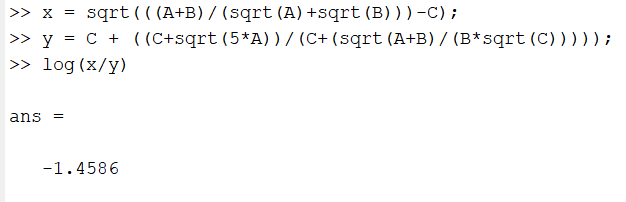 >> x = sqrt(((A+B)/(sqrt(A)+sqrt(B)))-C);
>> y = C + ((C+sqrt(5*A))/(C+(sqrt(A+B)/(B*sqrt(C)))));
>> log(x/y)
ans =
-1.4586